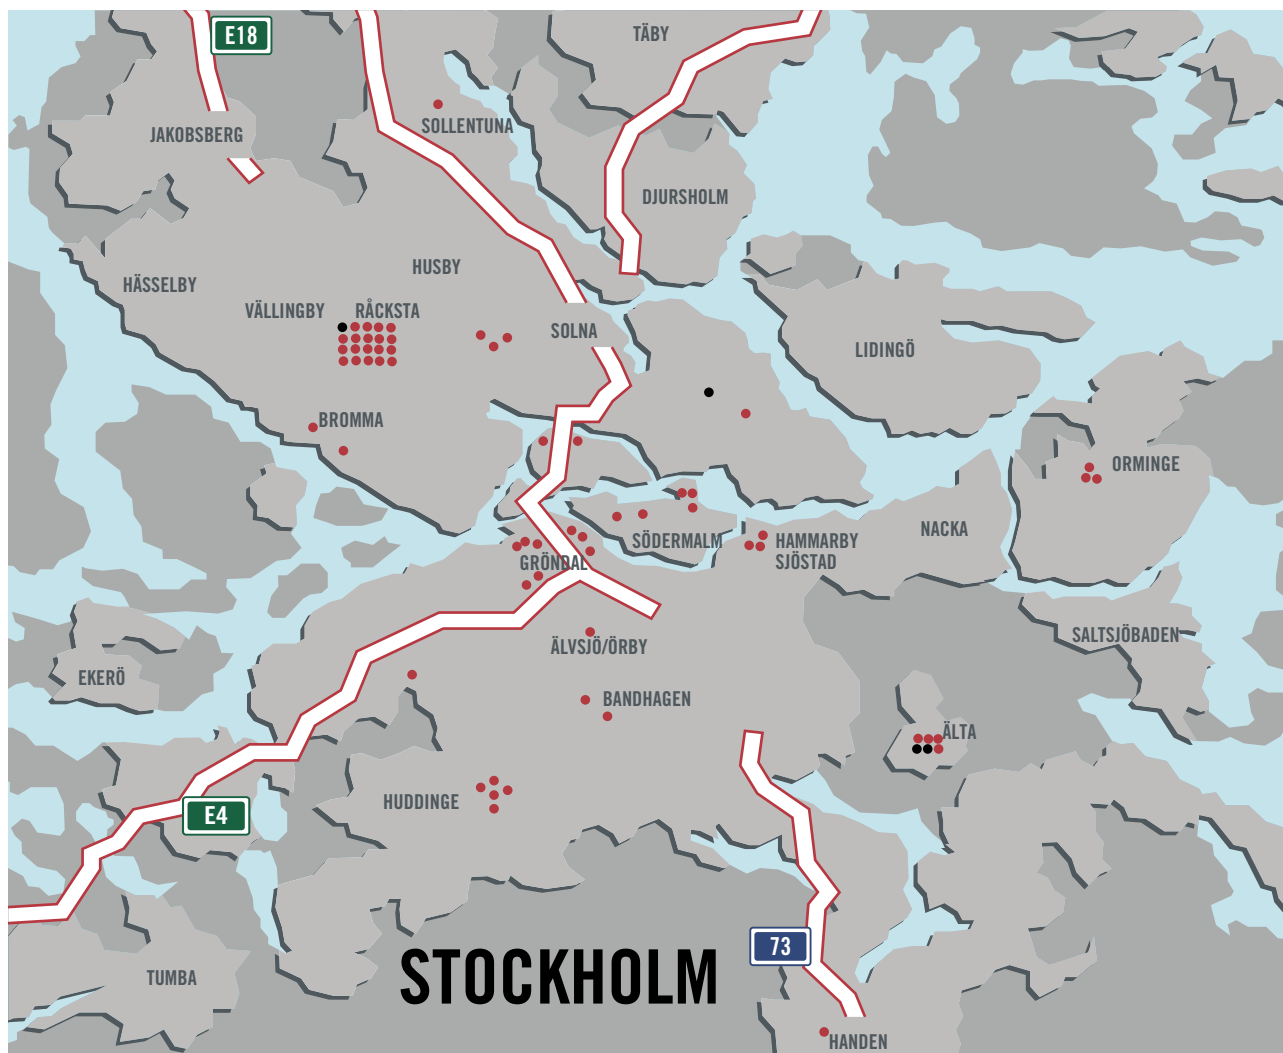 E18
TÄBY
JAKOBSBERG
SOLLENTUNA
DJURSHOLM
HÄSSELBY
HUSBY
VÄLLINGBY
RÅCKSTA
SOLNA
LIDINGÖ
BROMMA
ORMINGE
SÖDERMALM
HAMMARBY
SJÖSTAD
NACKA
GRÖNDAL
SALTSJÖBADEN
ÄLVSJÖ/ÖRBY
EKERÖ
BANDHAGEN
ÄLTA
HUDDINGE
E4
STOCKHOLM
73
TUMBA
HANDEN